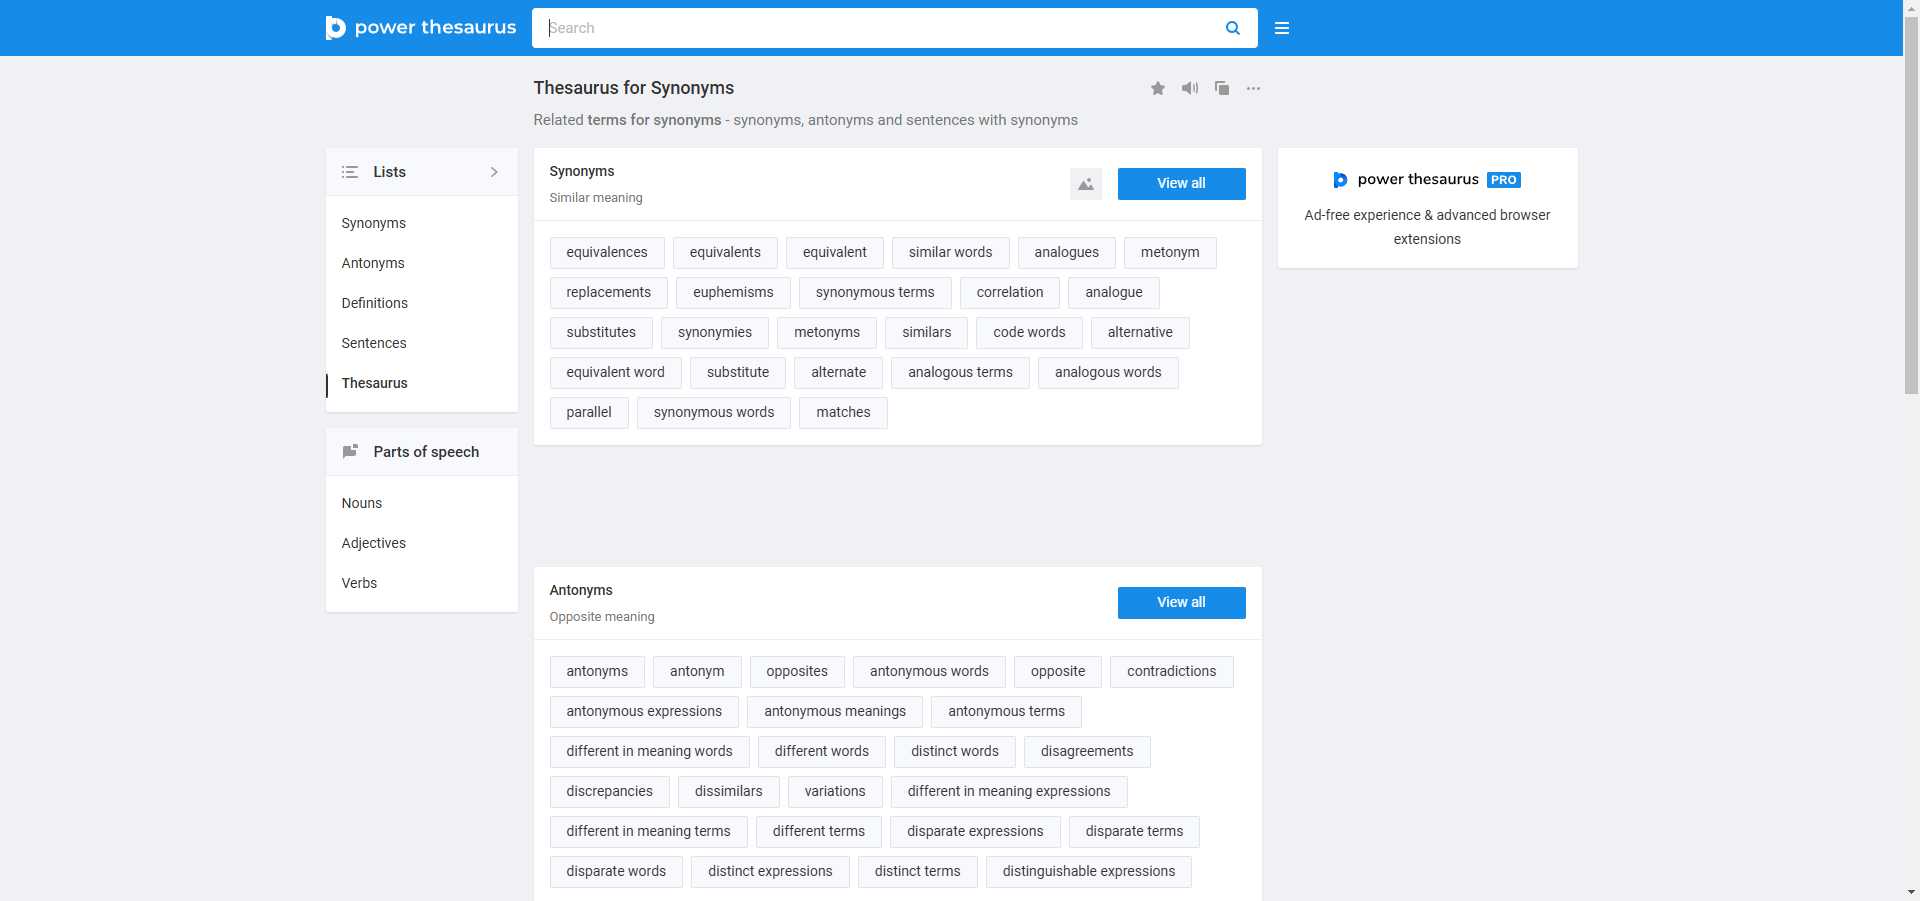 power thesaurus
Search
Thesaurus for Synonyms
Related terms for synonyms - synonyms, antonyms and sentences with synonyms
Lists
Synonyms
Antonyms
Definitions
Sentences
Thesaurus
Parts of speech
Nouns
Adjectives
Verbs
Synonyms
Similar meaning
View all
equivalences equivalents equivalent similar words analogues metonym
replacements euphemisms synonymous terms correlation analogue
substitutes synonymies metonyms similars code words alternative
equivalent word substitute alternate analogous terms analogous words
parallel synonymous words matches
Antonyms
Opposite meaning
View all
antonyms antonym opposites antonymous words opposite contradictions
antonymous expressions antonymous meanings antonymous terms
different in meaning words different words distinct words disagreements
discrepancies dissimilars variations different in meaning expressions
different in meaning terms different terms disparate expressions disparate terms
disparate words distinct expressions distinct terms distinguishable expressions
power thesaurus PRO
Ad-free experience & advanced browser
extensions